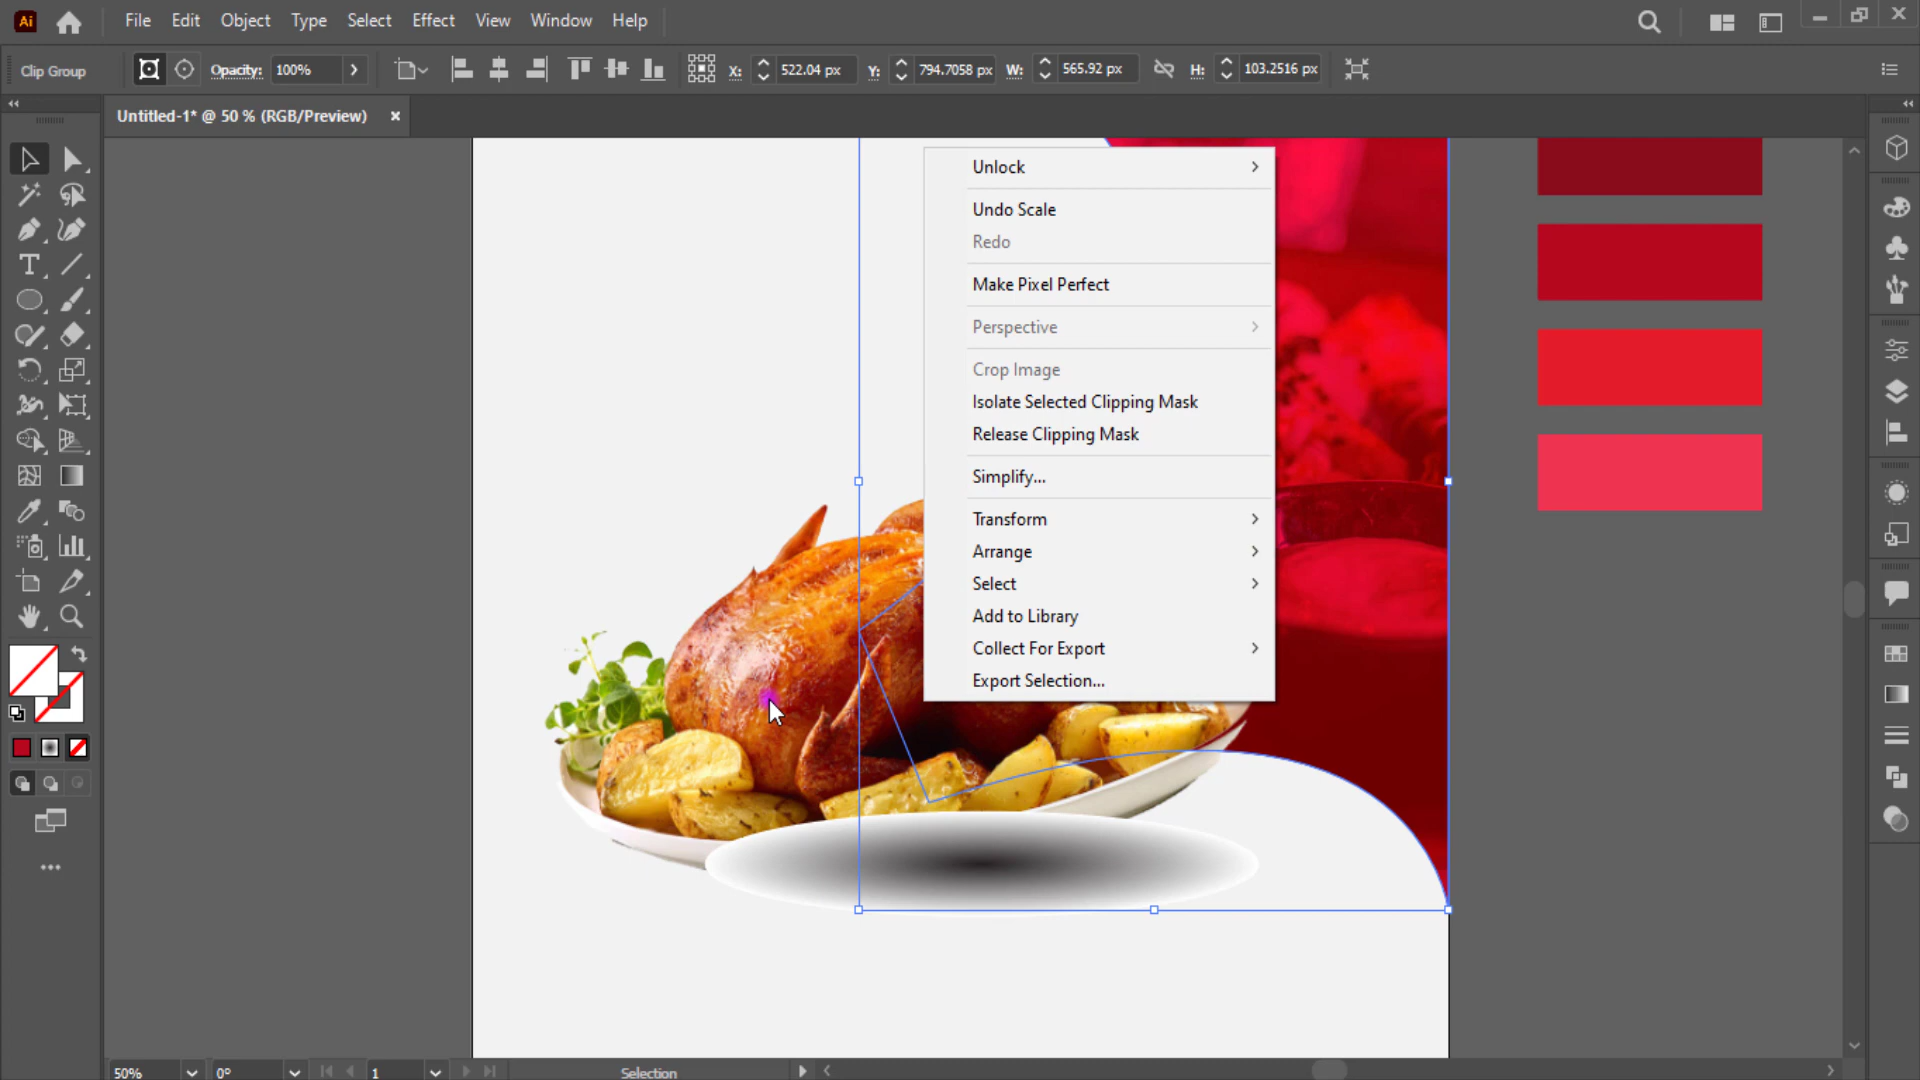 Ai File Edit Object Type Select Effect View Window Help
Clip Group Opacity: 100% X: 522.04 px Y: 794.7058 px W: 565.92 px H: 103.2516 px
Untitled-1* @ 50 % (RGB/Preview) ×
Unlock
Undo Scale
Redo
Make Pixel Perfect
Perspective
Crop Image
Isolate Selected Clipping Mask
Release Clipping Mask
Simplify...
Transform
Arrange
Select
Add to Library
Collect For Export
Export Selection...
50% 0° 1 Selection